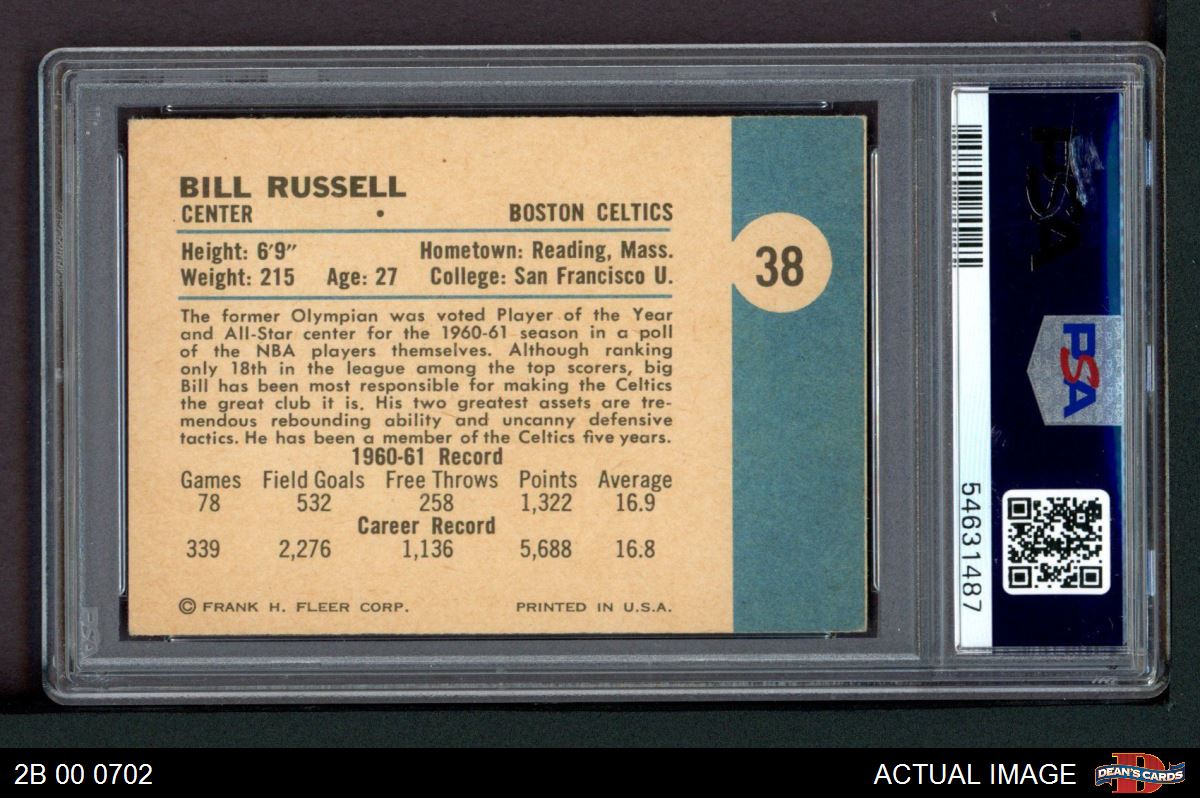 BILL RUSSELL
CENTER • BOSTON CELTICS
Height: 6'9" Hometown: Reading, Mass.
Weight: 215 Age: 27 College: San Francisco U.
38
The former Olympian was voted Player of the Year
and All-Star center for the 1960-61 season in a poll
of the NBA players themselves. Although ranking
only 18th in the league among the top scorers, big
Bill has been most responsible for making the Celtics
the great club it is. His two greatest assets are tre-
mendous rebounding ability and uncanny defensive
tactics. He has been a member of the Celtics five years.
1960-61 Record
Games Field Goals Free Throws Points Average
78 532 258 1,322 16.9
Career Record
339 2,276 1,136 5,688 16.8
© FRANK H. FLEER CORP. PRINTED IN U.S.A.
PSA
PSA
54631487
PSA
2B 00 0702
ACTUAL IMAGE
DEAN'S CARDS